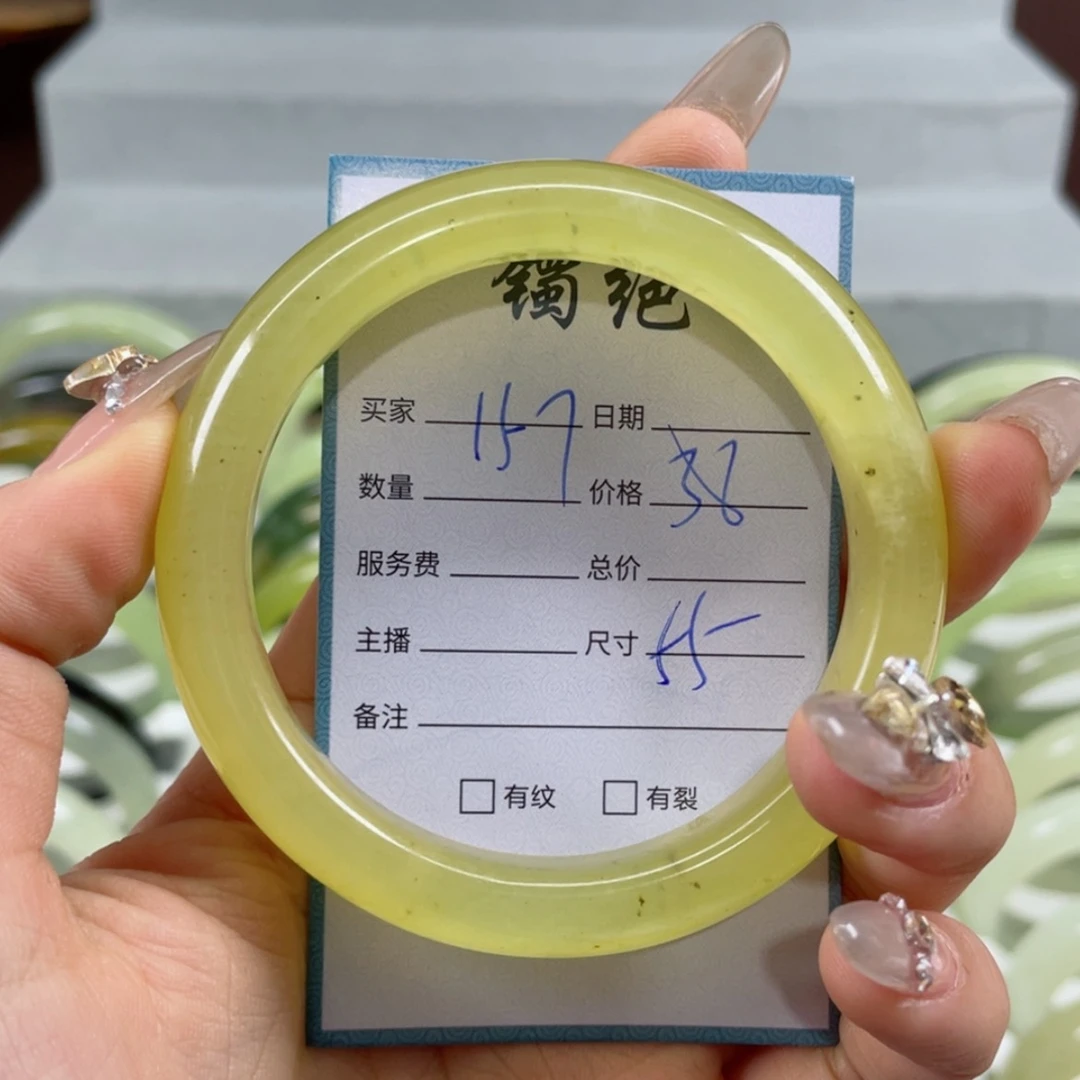 镯绝
买家 157 日期
数量 价格 38
服务费 总价
主播 尺寸 55
备注
有纹 有裂